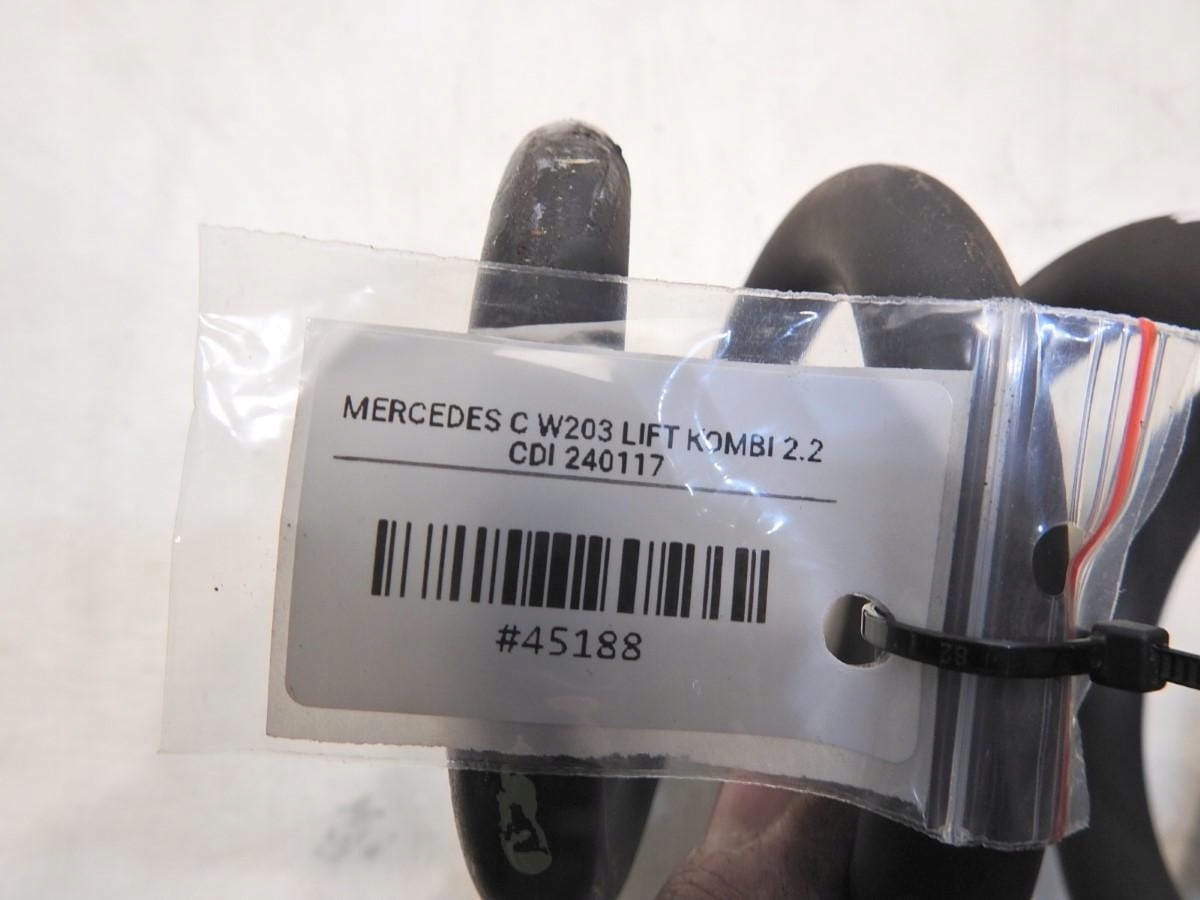 MERCEDES C W203 LIFT KOMBI 2.2
CDI 240117
#45188